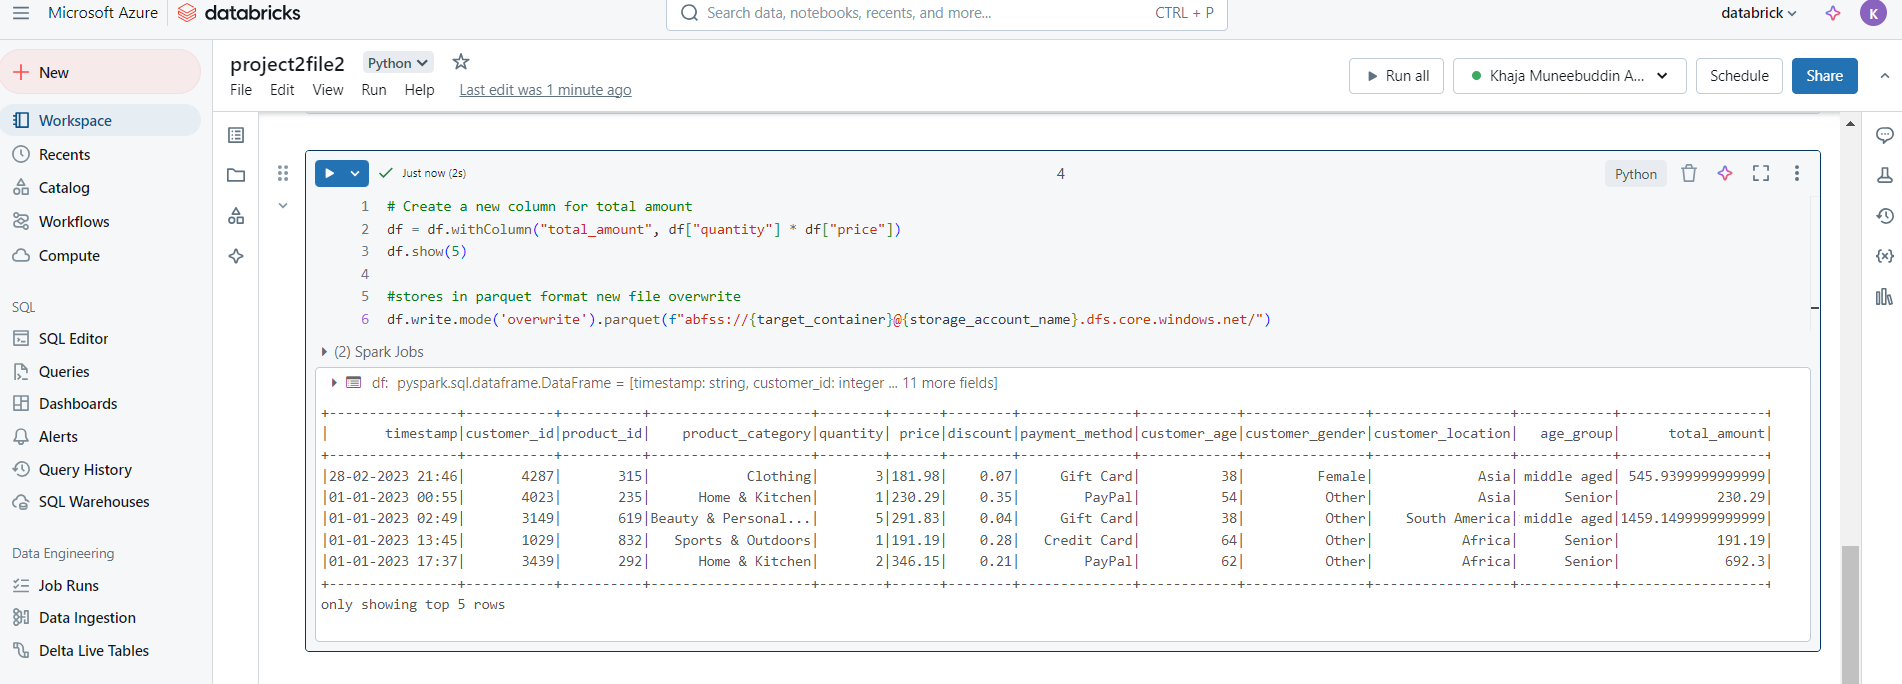 Microsoft Azure databricks Search data, notebooks, recents, and more... CTRL + P databrick K
New
Workspace
Recents
Catalog
Workflows
Compute
SQL
SQL Editor
Queries
Dashboards
Alerts
Query History
SQL Warehouses
Data Engineering
Job Runs
Data Ingestion
Delta Live Tables
project2file2 Python
File Edit View Run Help Last edit was 1 minute ago
Run all Khaja Muneebuddin A... Schedule Share
Just now (2s) 4 Python
1 # Create a new column for total amount
2 df = df.withColumn("total_amount", df["quantity"] * df["price"])
3 df.show(5)
4
5 #stores in parquet format new file overwrite
6 df.write.mode('overwrite').parquet(f"abfss://{target_container}@{storage_account_name}.dfs.core.windows.net/")
(2) Spark Jobs
df: pyspark.sql.dataframe.DataFrame = [timestamp: string, customer_id: integer ... 11 more fields]
+----------------+-----------+----------+--------------------+--------+------+--------+--------------+------------+---------------+-----------------+-----------+------------------+
| timestamp|customer_id|product_id| product_category|quantity| price|discount|payment_method|customer_age|customer_gender|customer_location| age_group| total_amount|
+----------------+-----------+----------+--------------------+--------+------+--------+--------------+------------+---------------+-----------------+-----------+------------------+
|28-02-2023 21:46| 4287| 315| Clothing| 3|181.98| 0.07| Gift Card| 38| Female| Asia| middle aged| 545.9399999999999|
|01-01-2023 00:55| 4023| 235| Home & Kitchen| 1|230.29| 0.35| PayPal| 54| Other| Asia| Senior| 230.29|
|01-01-2023 02:49| 3149| 619|Beauty & Personal...| 5|291.83| 0.04| Gift Card| 38| Other| South America| middle aged|1459.1499999999999|
|01-01-2023 13:45| 1029| 832| Sports & Outdoors| 1|191.19| 0.28| Credit Card| 64| Other| Africa| Senior| 191.19|
|01-01-2023 17:37| 3439| 292| Home & Kitchen| 2|346.15| 0.21| PayPal| 62| Other| Africa| Senior| 692.3|
+----------------+-----------+----------+--------------------+--------+------+--------+--------------+------------+---------------+-----------------+-----------+------------------+
only showing top 5 rows